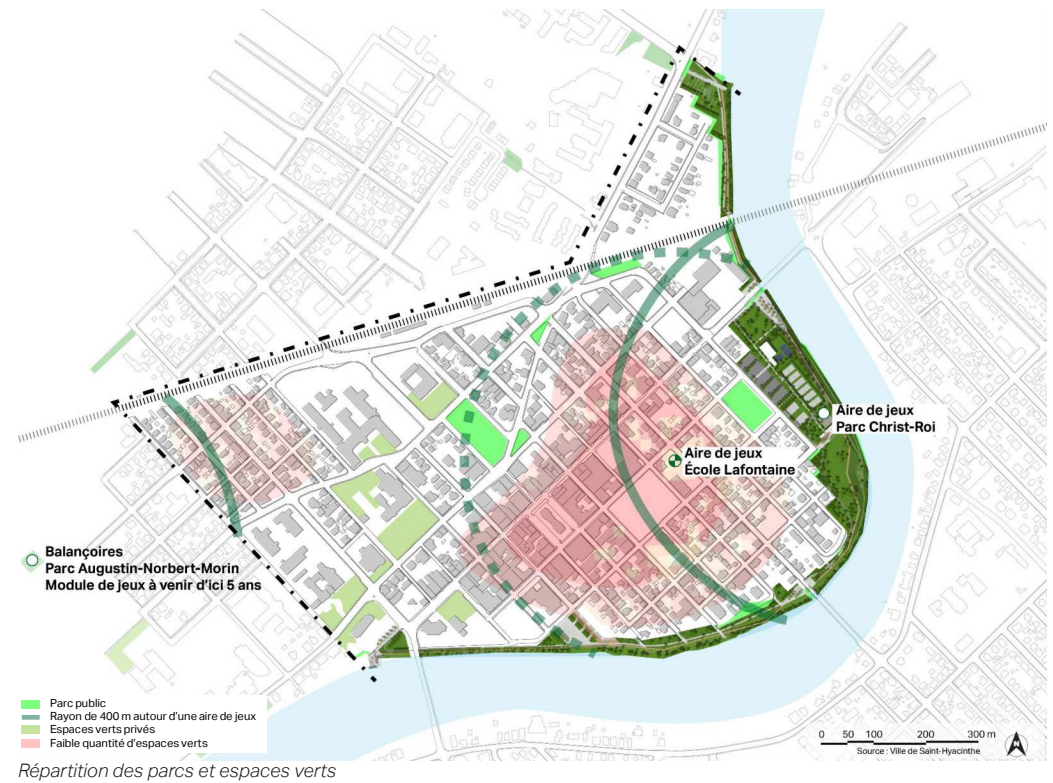 Aire de jeux
Parc Christ-Roi
Aire de jeux
École Lafontaine
Balançoires
Parc Augustin-Norbert-Morin
Module de jeux à venir d'ici 5 ans
Parc public
Rayon de 400 m autour d'une aire de jeux
Espaces verts privés
Faible quantité d'espaces verts
0 50 100 200 300 m
Source : Ville de Saint-Hyacinthe
Répartition des parcs et espaces verts